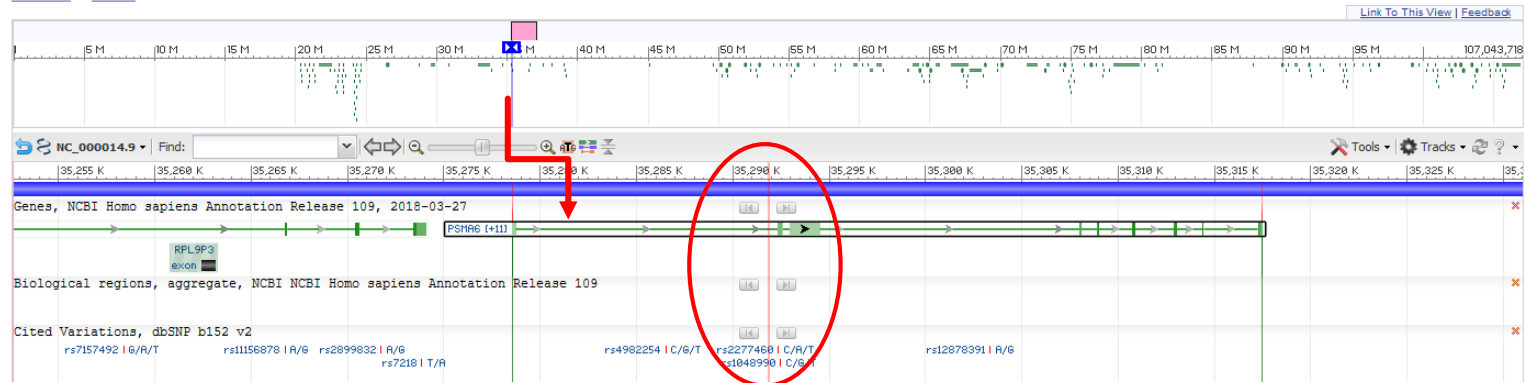 Link To This View | Feedback
5 M 10 M 15 M 20 M 25 M 30 M M 40 M 45 M 50 M 55 M 60 M 65 M 70 M 75 M 80 M 85 M 90 M 95 M 107,043,718
NC_000014.9 Find: Tools Tracks ?
35,255 K 35,260 K 35,265 K 35,270 K 35,275 K 35,280 K 35,285 K 35,290 K 35,295 K 35,300 K 35,305 K 35,310 K 35,315 K 35,320 K 35,325 K
Genes, NCBI Homo sapiens Annotation Release 109, 2018-03-27
PSMA6 [+11]
RPL9P3
exon
Biological regions, aggregate, NCBI NCBI Homo sapiens Annotation Release 109
Cited Variations, dbSNP b152 v2
rs7157492 | G/A/T rs11156878 | A/G rs2899832 | A/G rs4982254 | C/G/T rs2277460 | C/A/T rs12878391 | A/G
rs7218 | T/A rs1048990 | C/G/T